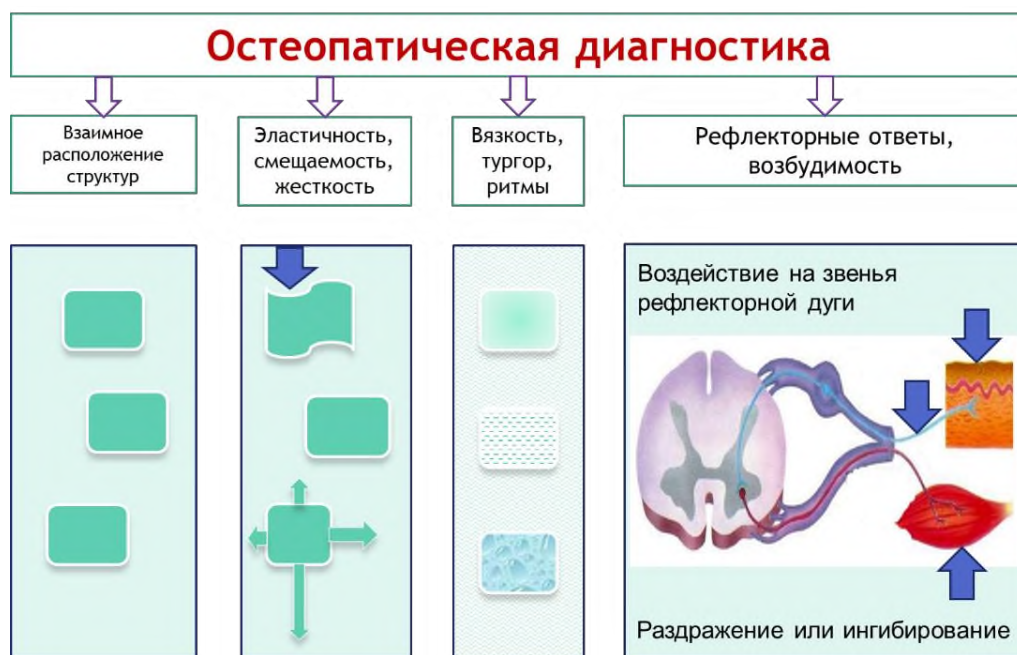 Остеопатическая диагностика
Взаимное
расположение
структур
Эластичность,
смещаемость,
жесткость
Вязкость,
тургор,
ритмы
Рефлекторные ответы,
возбудимость
Воздействие на звенья
рефлекторной дуги
Раздражение или ингибирование